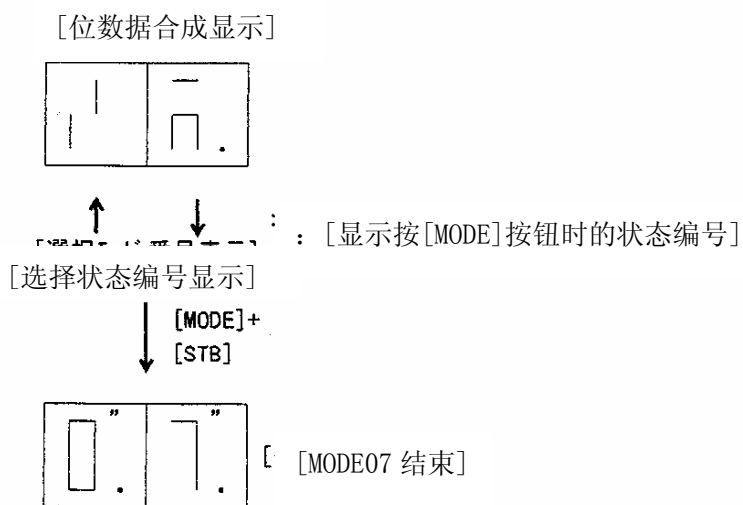 [位数据合成显示]
: [显示按[MODE]按钮时的状态编号]
[选择状态编号显示]
[MODE]+
[STB]
[MODE07 结束]